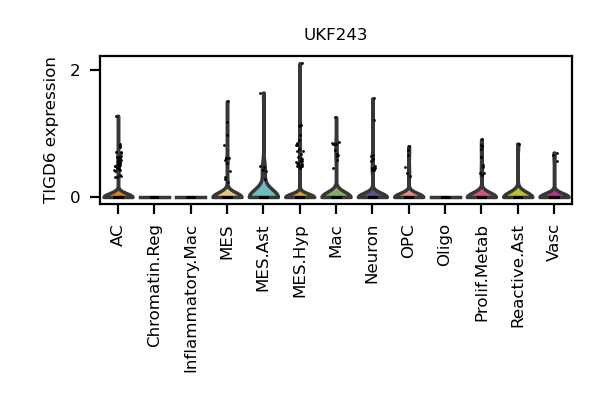 UKF243
TIGD6 expression
2
0
AC
Chromatin.Reg
Inflammatory.Mac
MES
MES.Ast
MES.Hyp
Mac
Neuron
OPC
Oligo
Prolif.Metab
Reactive.Ast
Vasc